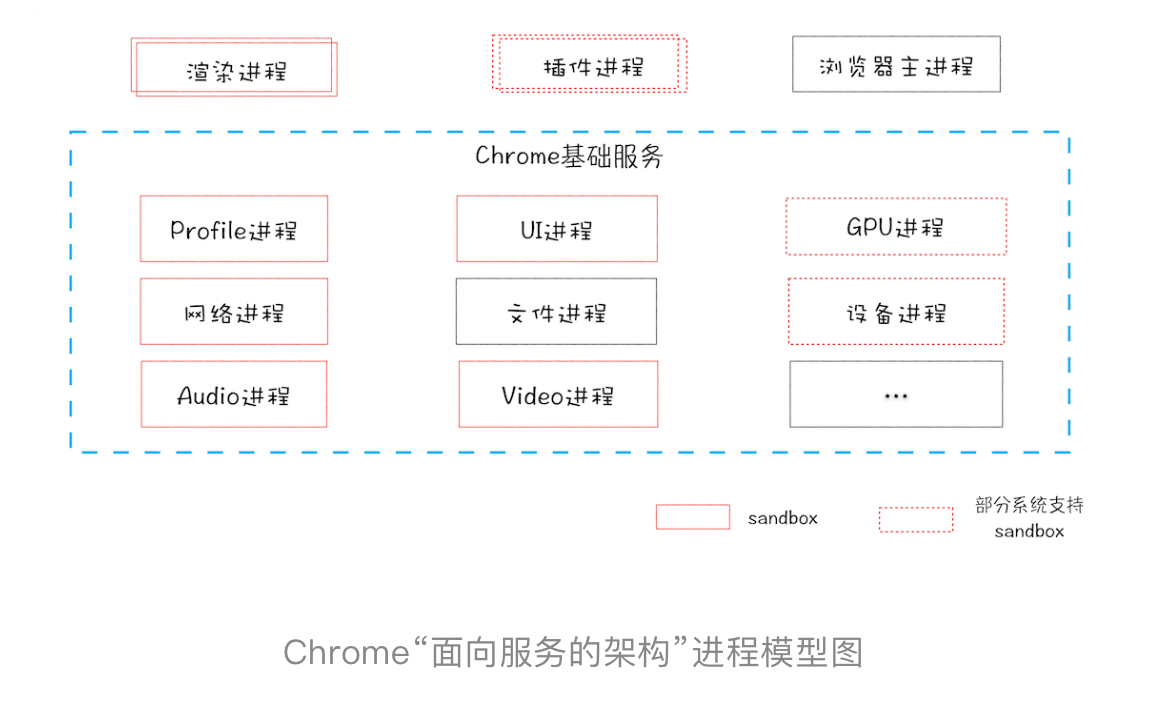 渲染进程
插件进程
浏览器主进程
Chrome基础服务
Profile进程
UI进程
GPU进程
网络进程
文件进程
设备进程
Audio进程
Video进程
…
sandbox
部分系统支持
sandbox
Chrome“面向服务的架构”进程模型图